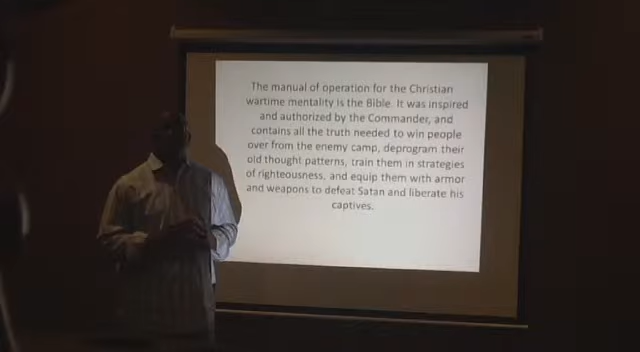 The manual of operation for the Christian
wartime mentality is the Bible. It was inspired
and authorized by the Commander, and
contains all the truth needed to win people
over from the enemy camp, deprogram their
old thought patterns, train them in strategies
of righteousness, and equip them with armor
and weapons to defeat Satan and liberate his
captives.